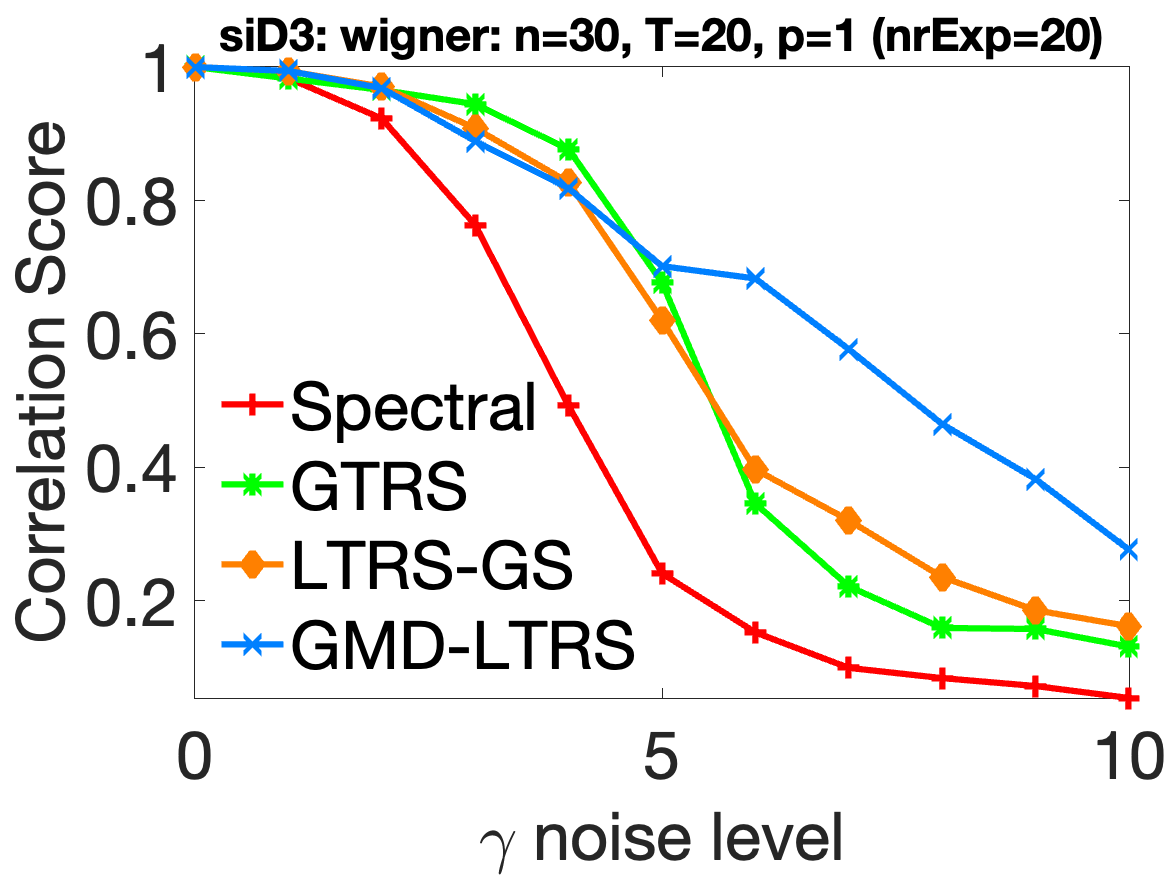 siD3: wigner: n=30, T=20, p=1 (nrExp=20)
Correlation Score
1
0.8
0.6
0.4
0.2
Spectral
GTRS
LTRS-GS
GMD-LTRS
0 5 10
γ noise level